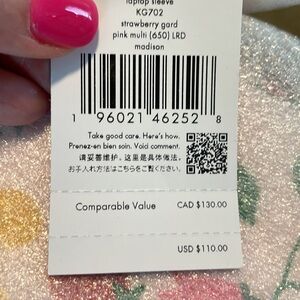 laptop sleeve
KG702
strawberry gard
pink multi (650) LRD
madison
1 96021 46252 8
Take good care. Here's how.
Prenez-en bien soin. Voici comment.
请妥善维护。这里是具体做法。
お手入れ方法はこちらをご覧ください。
Comparable Value CAD $130.00
USD $110.00